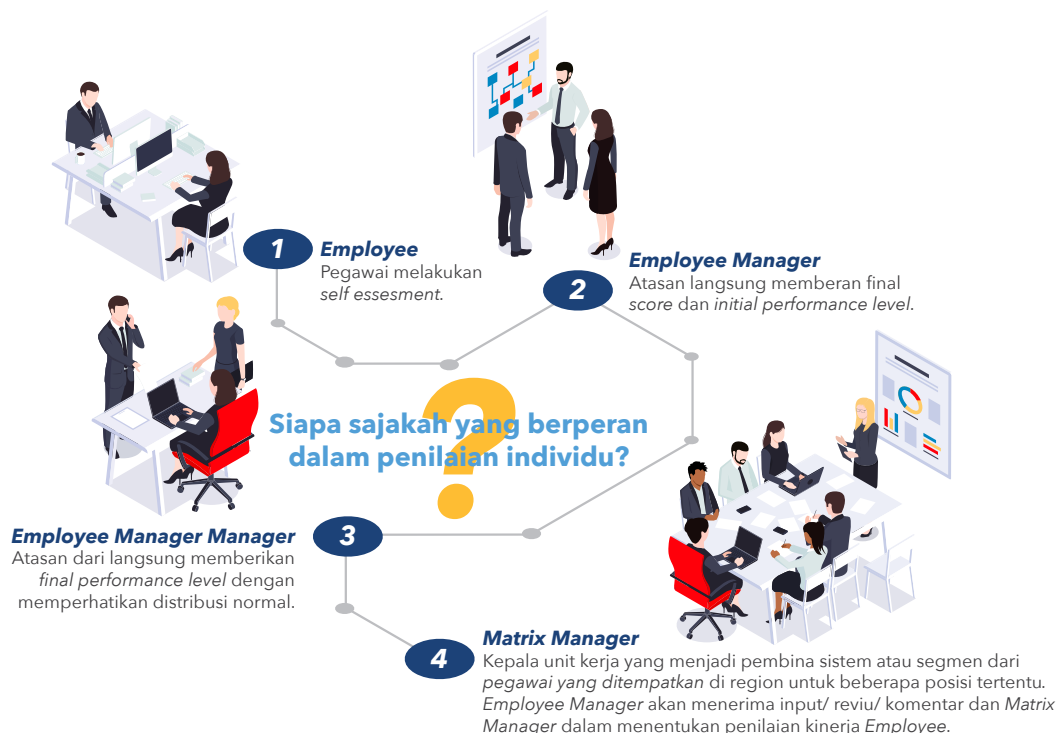 1
Employee
Pegawai melakukan
self essesment.
2
Employee Manager
Atasan langsung memberan final
score dan initial performance level.
Siapa sajakah yang berperan
dalam penilaian individu?
?
3
Employee Manager Manager
Atasan dari langsung memberikan
final performance level dengan
memperhatikan distribusi normal.
4
Matrix Manager
Kepala unit kerja yang menjadi pembina sistem atau segmen dari
pegawai yang ditempatkan di region untuk beberapa posisi tertentu.
Employee Manager akan menerima input/ reviu/ komentar dan Matrix
Manager dalam menentukan penilaian kinerja Employee.